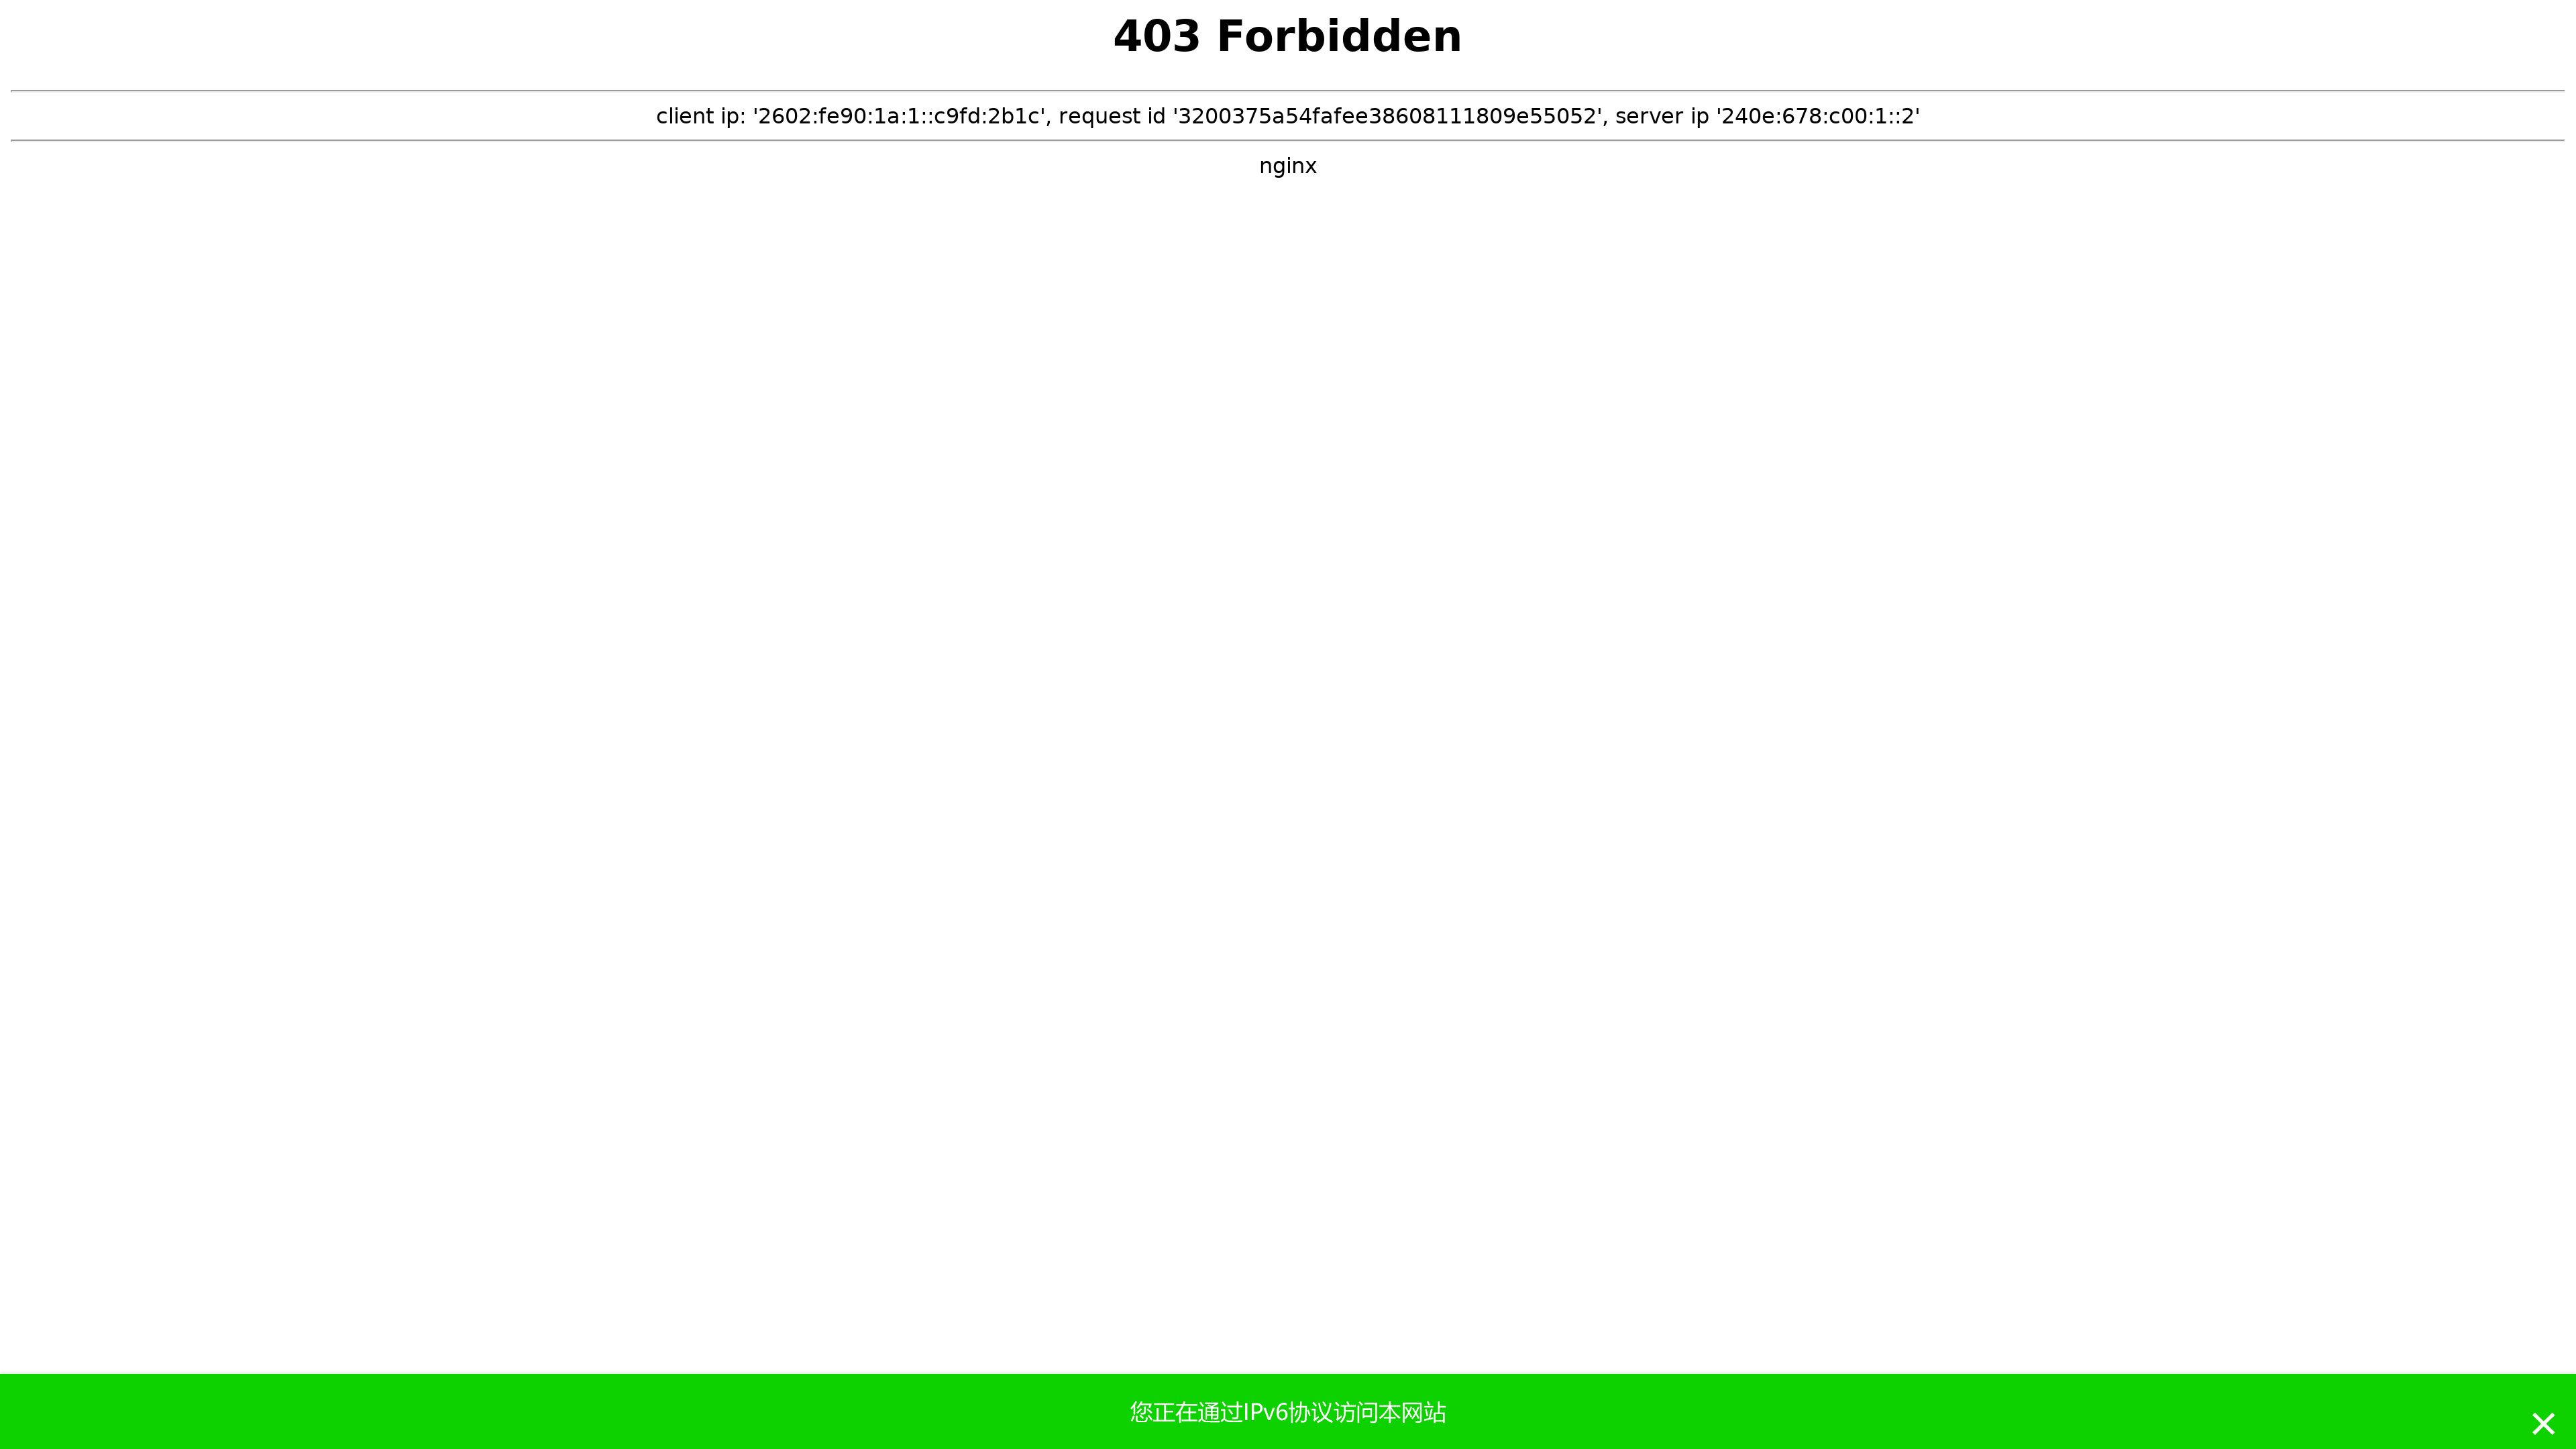 403 Forbidden
client ip: '2602:fe90:1a:1::c9fd:2b1c', request id '3200375a54fafee38608111809e55052', server ip '240e:678:c00:1::2'
nginx
您正在通过IPv6协议访问本网站